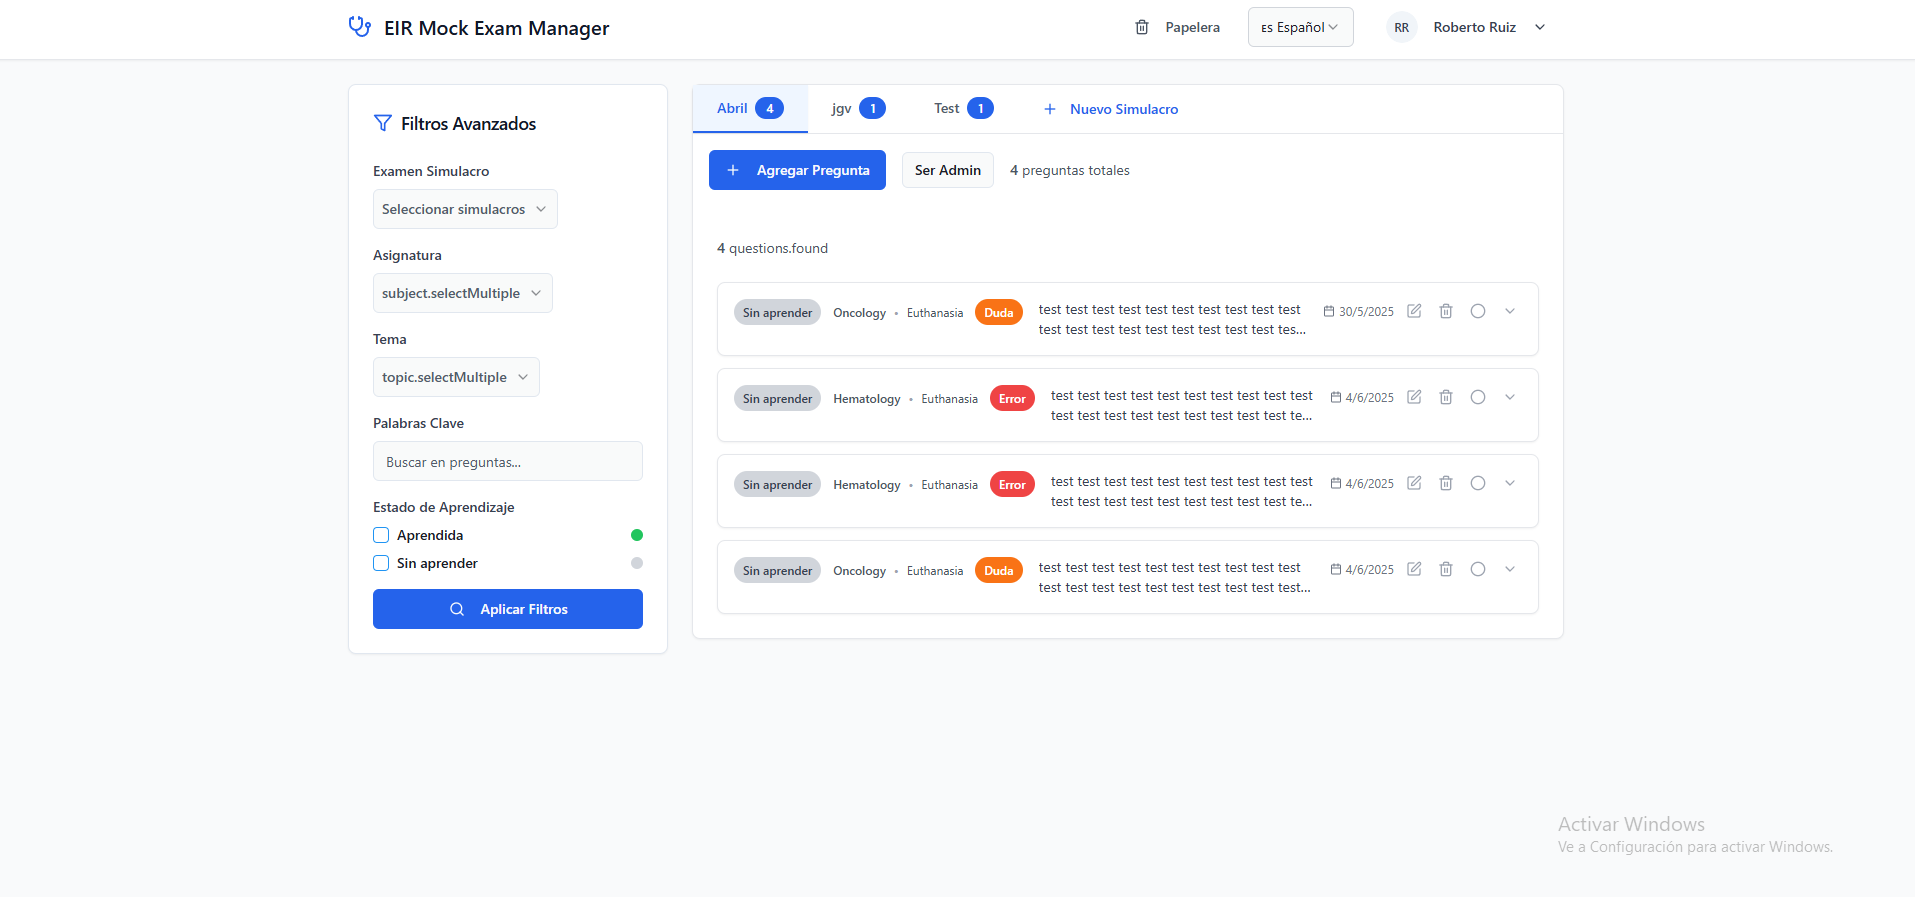 EIR Mock Exam Manager
Papelera
ES Español
RR
Roberto Ruiz
Filtros Avanzados
Examen Simulacro
Seleccionar simulacros
Asignatura
subject.selectMultiple
Tema
topic.selectMultiple
Palabras Clave
Buscar en preguntas...
Estado de Aprendizaje
Aprendida
Sin aprender
Aplicar Filtros
Abril 4
jgv 1
Test 1
+ Nuevo Simulacro
+ Agregar Pregunta
Ser Admin
4 preguntas totales
4 questions.found
Sin aprender Oncology • Euthanasia Duda
test test test test test test test test test test
test test test test test test test test test tes...
30/5/2025
Sin aprender Hematology • Euthanasia Error
test test test test test test test test test test
test test test test test test test test test te...
4/6/2025
Sin aprender Hematology • Euthanasia Error
test test test test test test test test test test
test test test test test test test test test te...
4/6/2025
Sin aprender Oncology • Euthanasia Duda
test test test test test test test test test test
test test test test test test test test test test...
4/6/2025
Activar Windows
Ve a Configuración para activar Windows.